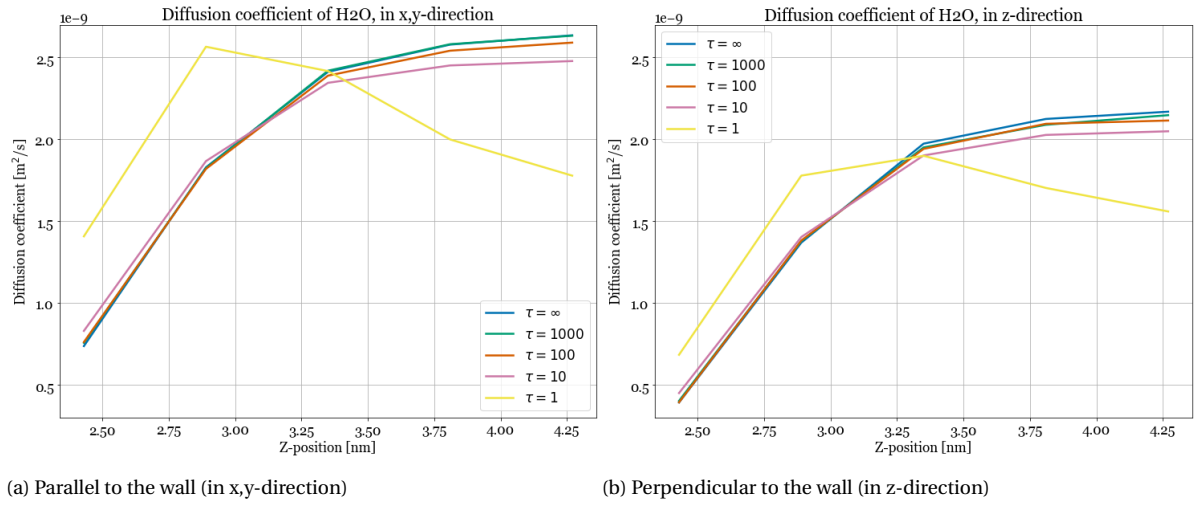 Diffusion coefficient of H2O, in x,y-direction
1e−9
2.5
2.0
1.5
1.0
0.5
Diffusion coefficient [m²/s]
τ = ∞
τ = 1000
τ = 100
τ = 10
τ = 1
2.50 2.75 3.00 3.25 3.50 3.75 4.00 4.25
Z-position [nm]
(a) Parallel to the wall (in x,y-direction)
Diffusion coefficient of H2O, in z-direction
1e−9
τ = ∞
τ = 1000
τ = 100
τ = 10
τ = 1
2.5
2.0
1.5
1.0
0.5
Diffusion coefficient [m²/s]
2.50 2.75 3.00 3.25 3.50 3.75 4.00 4.25
Z-position [nm]
(b) Perpendicular to the wall (in z-direction)